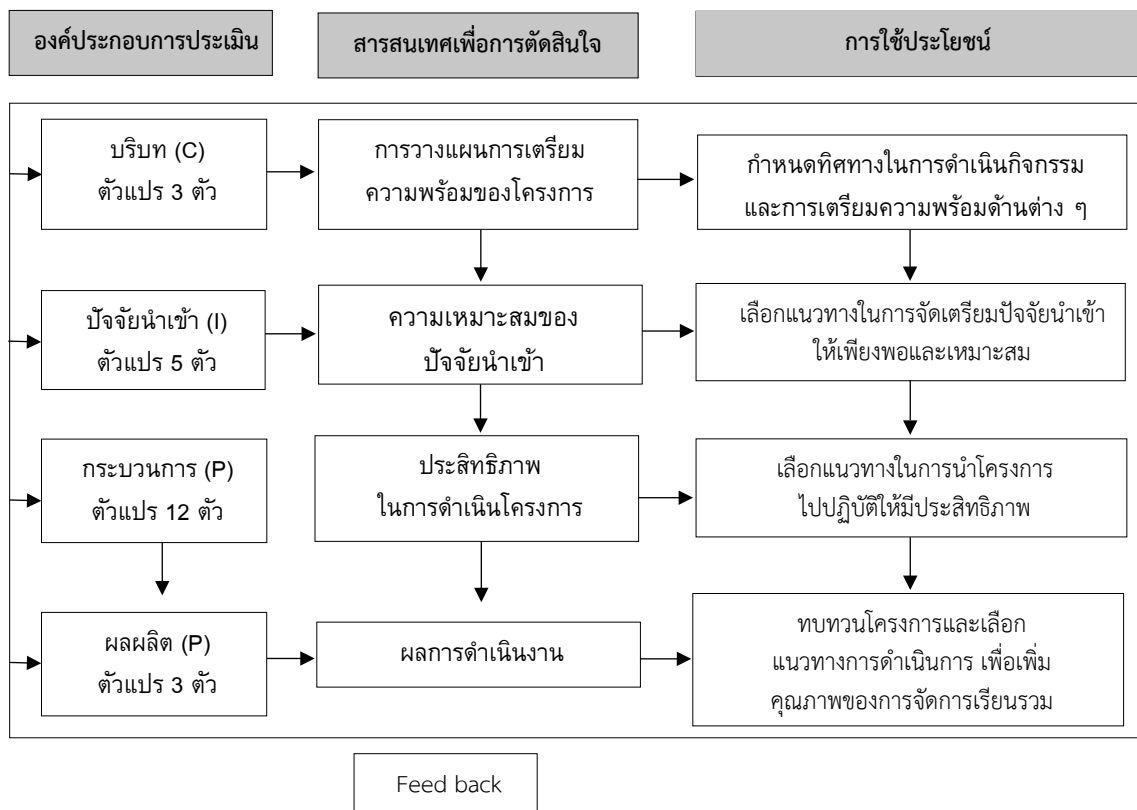 องค์ประกอบการประเมิน
สารสนเทศเพื่อการตัดสินใจ
การใช้ประโยชน์
บริบท (C)
ตัวแปร 3 ตัว
การวางแผนการเตรียม
ความพร้อมของโครงการ
กำหนดทิศทางในการดำเนินกิจกรรม
และการเตรียมความพร้อมด้านต่าง ๆ
ปัจจัยนำเข้า (I)
ตัวแปร 5 ตัว
ความเหมาะสมของ
ปัจจัยนำเข้า
เลือกแนวทางในการจัดเตรียมปัจจัยนำเข้า
ให้เพียงพอและเหมาะสม
กระบวนการ (P)
ตัวแปร 12 ตัว
ประสิทธิภาพ
ในการดำเนินโครงการ
เลือกแนวทางในการนำโครงการ
ไปปฏิบัติให้มีประสิทธิภาพ
ผลผลิต (P)
ตัวแปร 3 ตัว
ผลการดำเนินงาน
ทบทวนโครงการและเลือก
แนวทางการดำเนินการ เพื่อเพิ่ม
คุณภาพของการจัดการเรียนรวม
Feed back